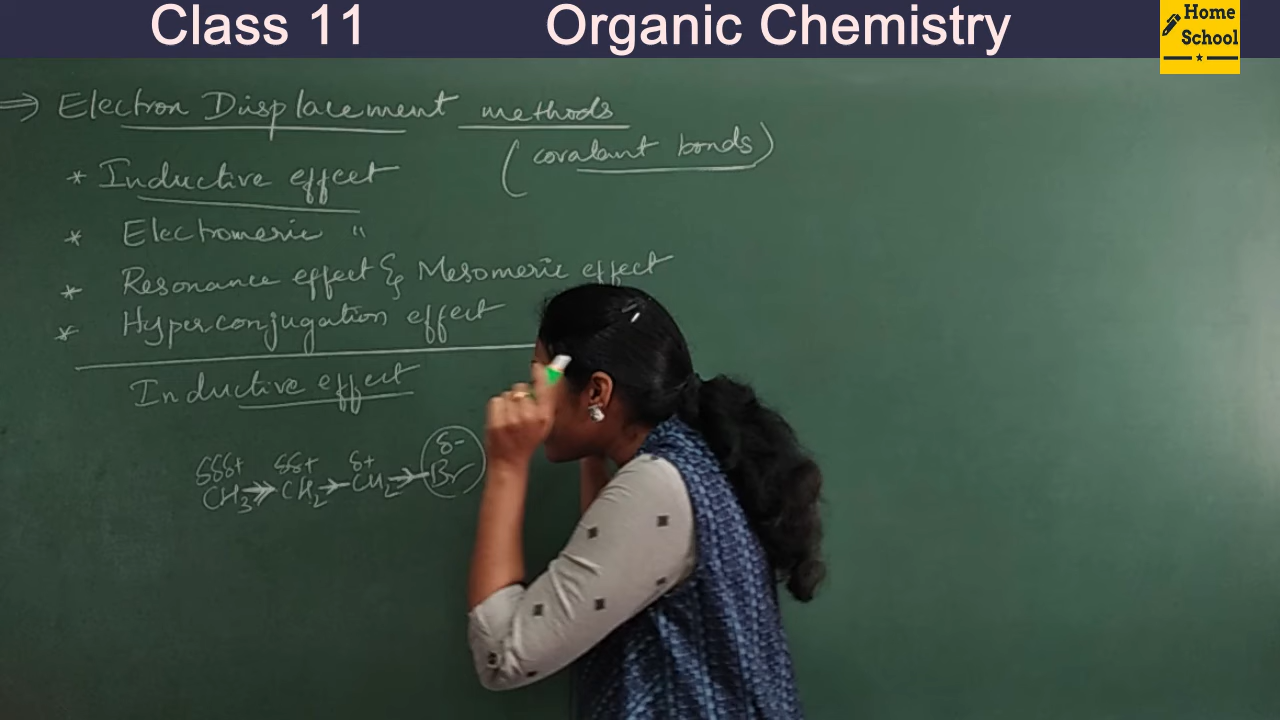 Class 11 Organic Chemistry
Home
School
⇒ Electron Displacement methods
(covalant bonds)
* Inductive effect
* Electromeric "
* Resonance effect & Mesomeric effect
* Hyperconjugation effect
Inductive effect
δδδ+ δδ+ δ+ δ-
CH₃ → CH₂ → CH₂ → Br